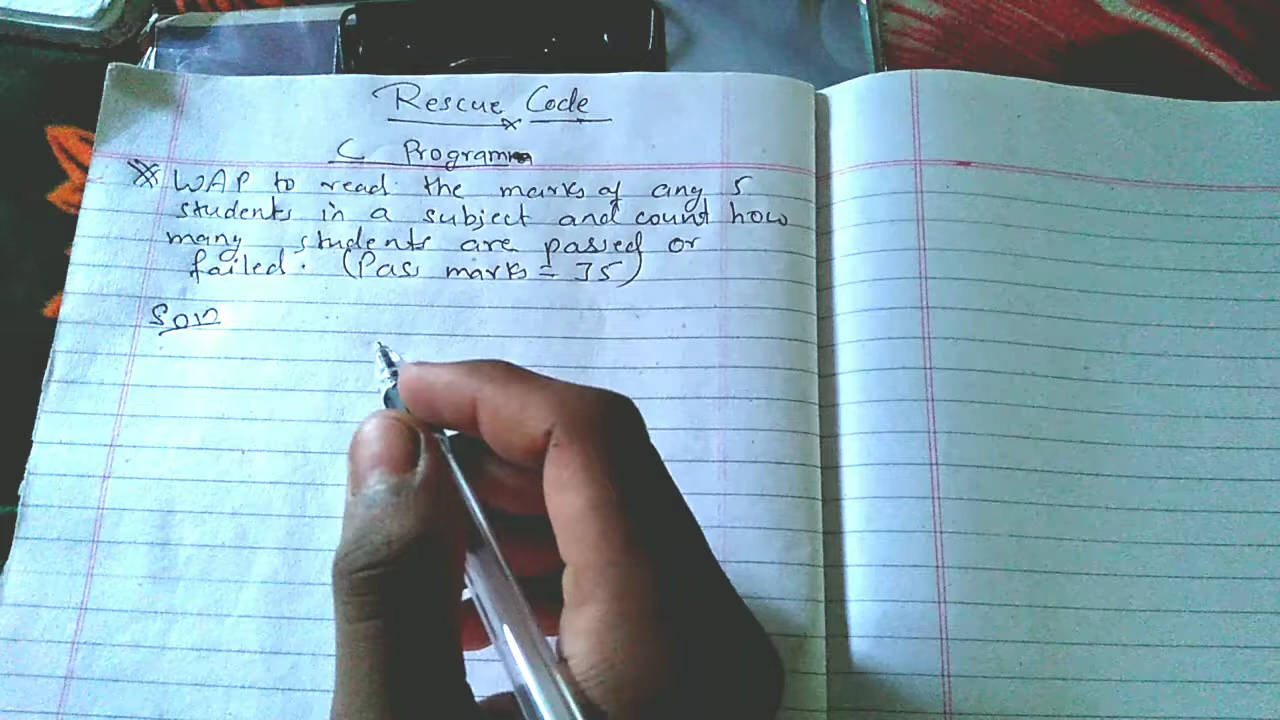 Rescue Code
C Program
WAP to read the marks of any 5
students in a subject and count how
many students are passed or
failed. (Pass marks = 35)
Soln